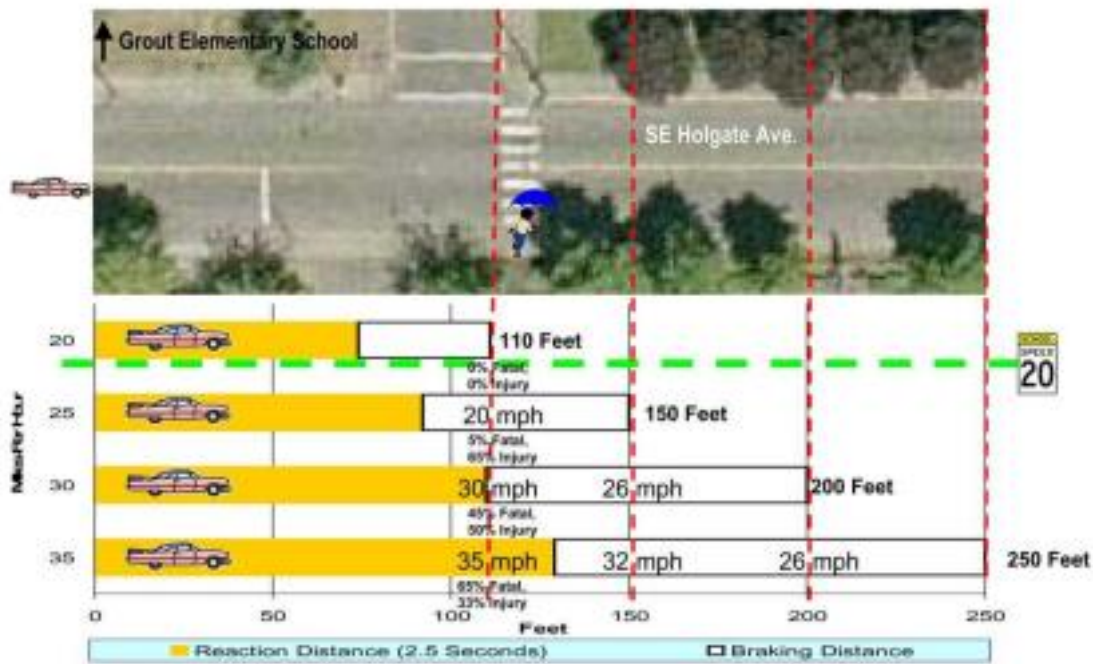 Grout Elementary School
SE Holgate Ave.
20
110 Feet
0% Fatal,
0% Injury
SCHOOL
SPEED
20
25
20 mph
150 Feet
5% Fatal,
65% Injury
Miles Per Hour
30
30 mph
26 mph
200 Feet
45% Fatal,
50% Injury
35
35 mph
32 mph
26 mph
250 Feet
65% Fatal,
33% Injury
0
50
100
150
200
250
Feet
Reaction Distance (2.5 Seconds)
Braking Distance